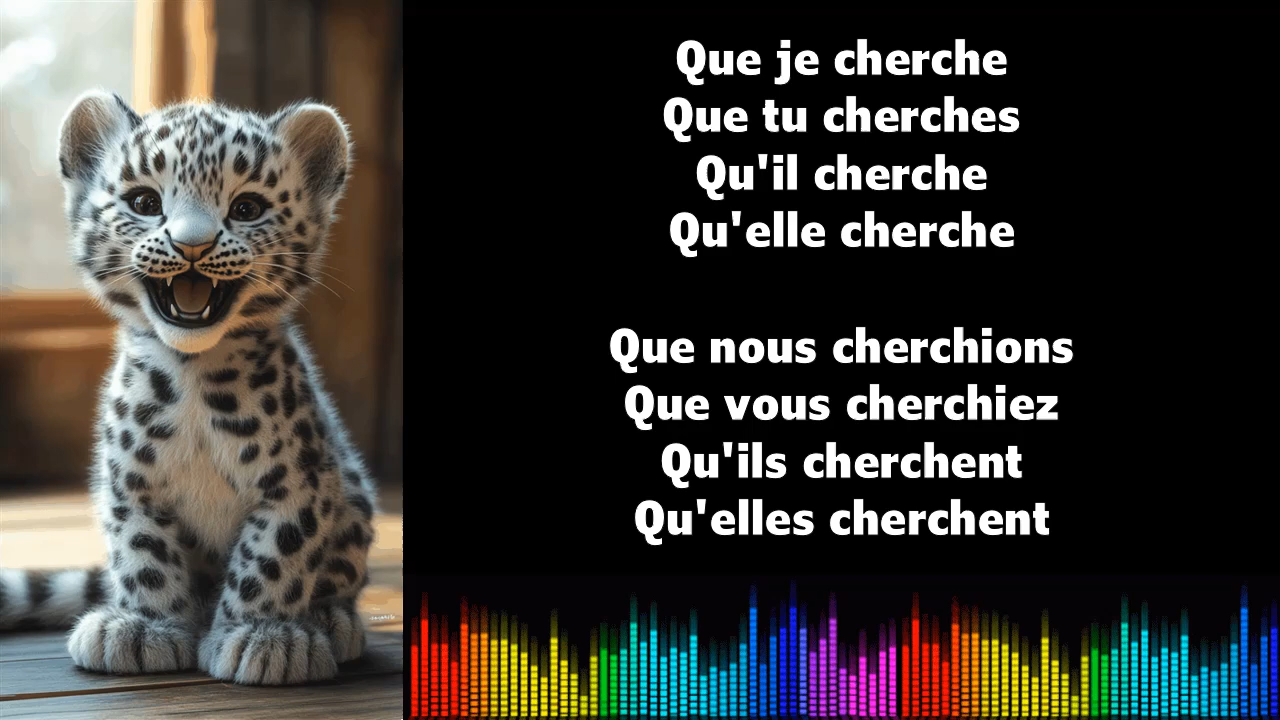 Que je cherche
Que tu cherches
Qu'il cherche
Qu'elle cherche
Que nous cherchions
Que vous cherchiez
Qu'ils cherchent
Qu'elles cherchent